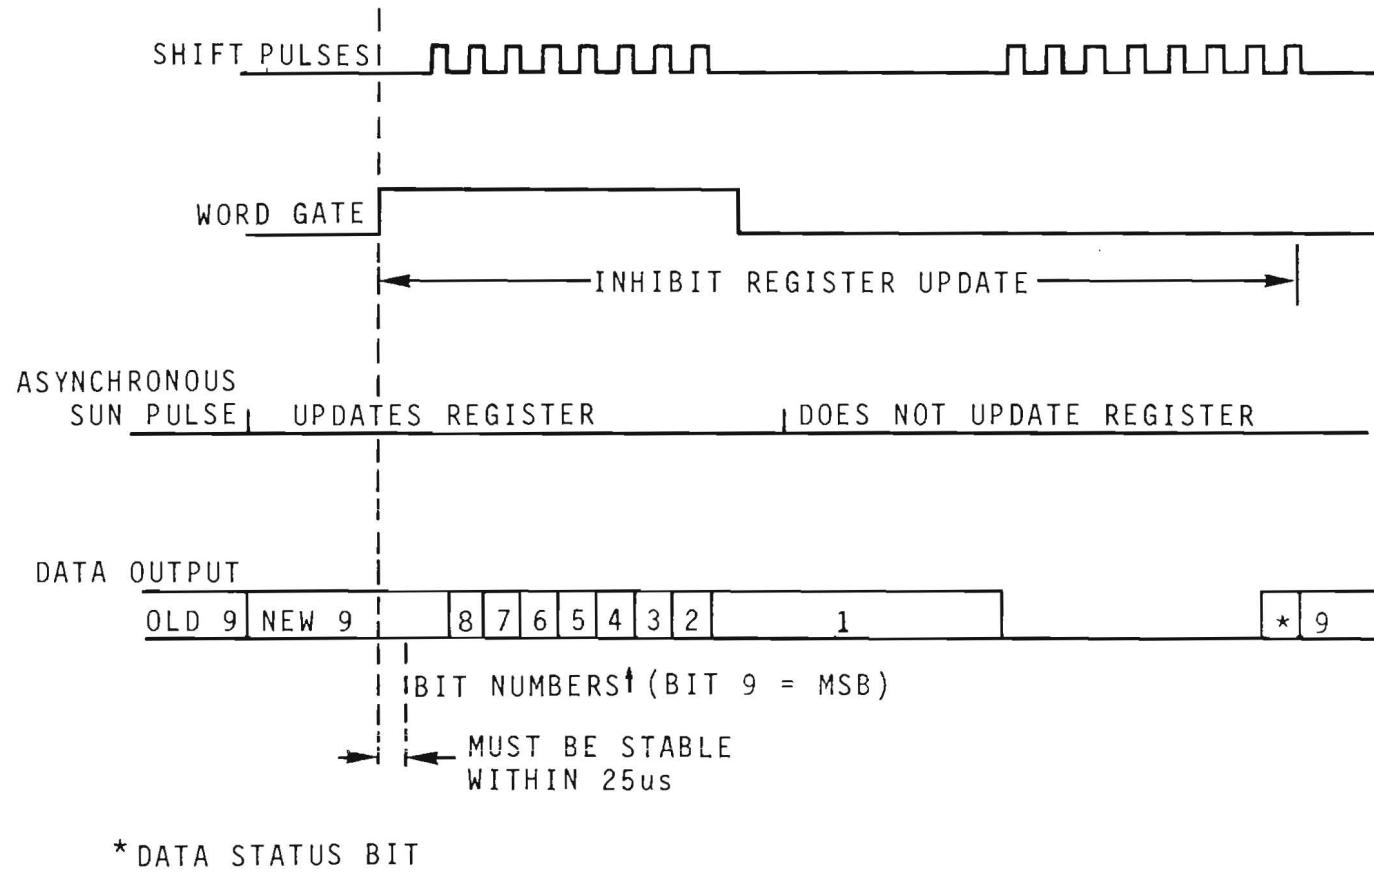 SHIFT PULSES
WORD GATE
INHIBIT REGISTER UPDATE
ASYNCHRONOUS
SUN PULSE UPDATES REGISTER DOES NOT UPDATE REGISTER
DATA OUTPUT
OLD 9 NEW 9 8 7 6 5 4 3 2 1 * 9
BIT NUMBERS (BIT 9 = MSB)
MUST BE STABLE
WITHIN 25us
*DATA STATUS BIT